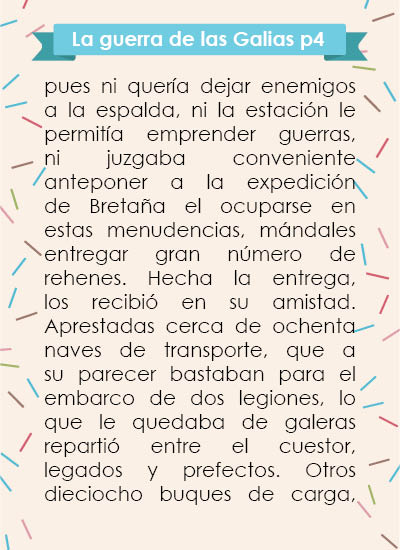 La guerra de las Galias p4
pues ni quería dejar enemigos
a la espalda, ni la estación le
permitía emprender guerras,
ni juzgaba conveniente
anteponer a la expedición
de Bretaña el ocuparse en
estas menudencias, mándales
entregar gran número de
rehenes. Hecha la entrega,
los recibió en su amistad.
Aprestadas cerca de ochenta
naves de transporte, que a
su parecer bastaban para el
embarco de dos legiones, lo
que le quedaba de galeras
repartió entre el cuestor,
legados y prefectos. Otros
dieciocho buques de carga,